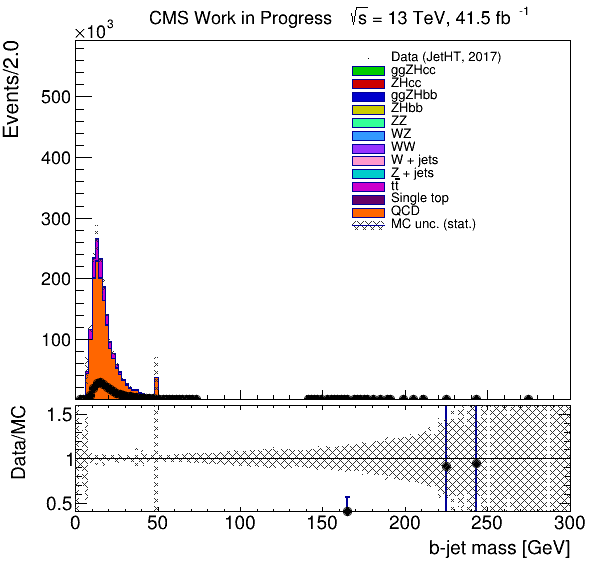 CMS Work in Progress √s = 13 TeV, 41.5 fb⁻¹
×10³
Events/2.0
500
400
300
200
100
Data (JetHT, 2017)
ggZHcc
ZHcc
ggZHbb
ZHbb
ZZ
WZ
WW
W + jets
Z + jets
tt̅
Single top
QCD
MC unc. (stat.)
Data/MC
1.5
1
0.5
0 50 100 150 200 250 300
b-jet mass [GeV]